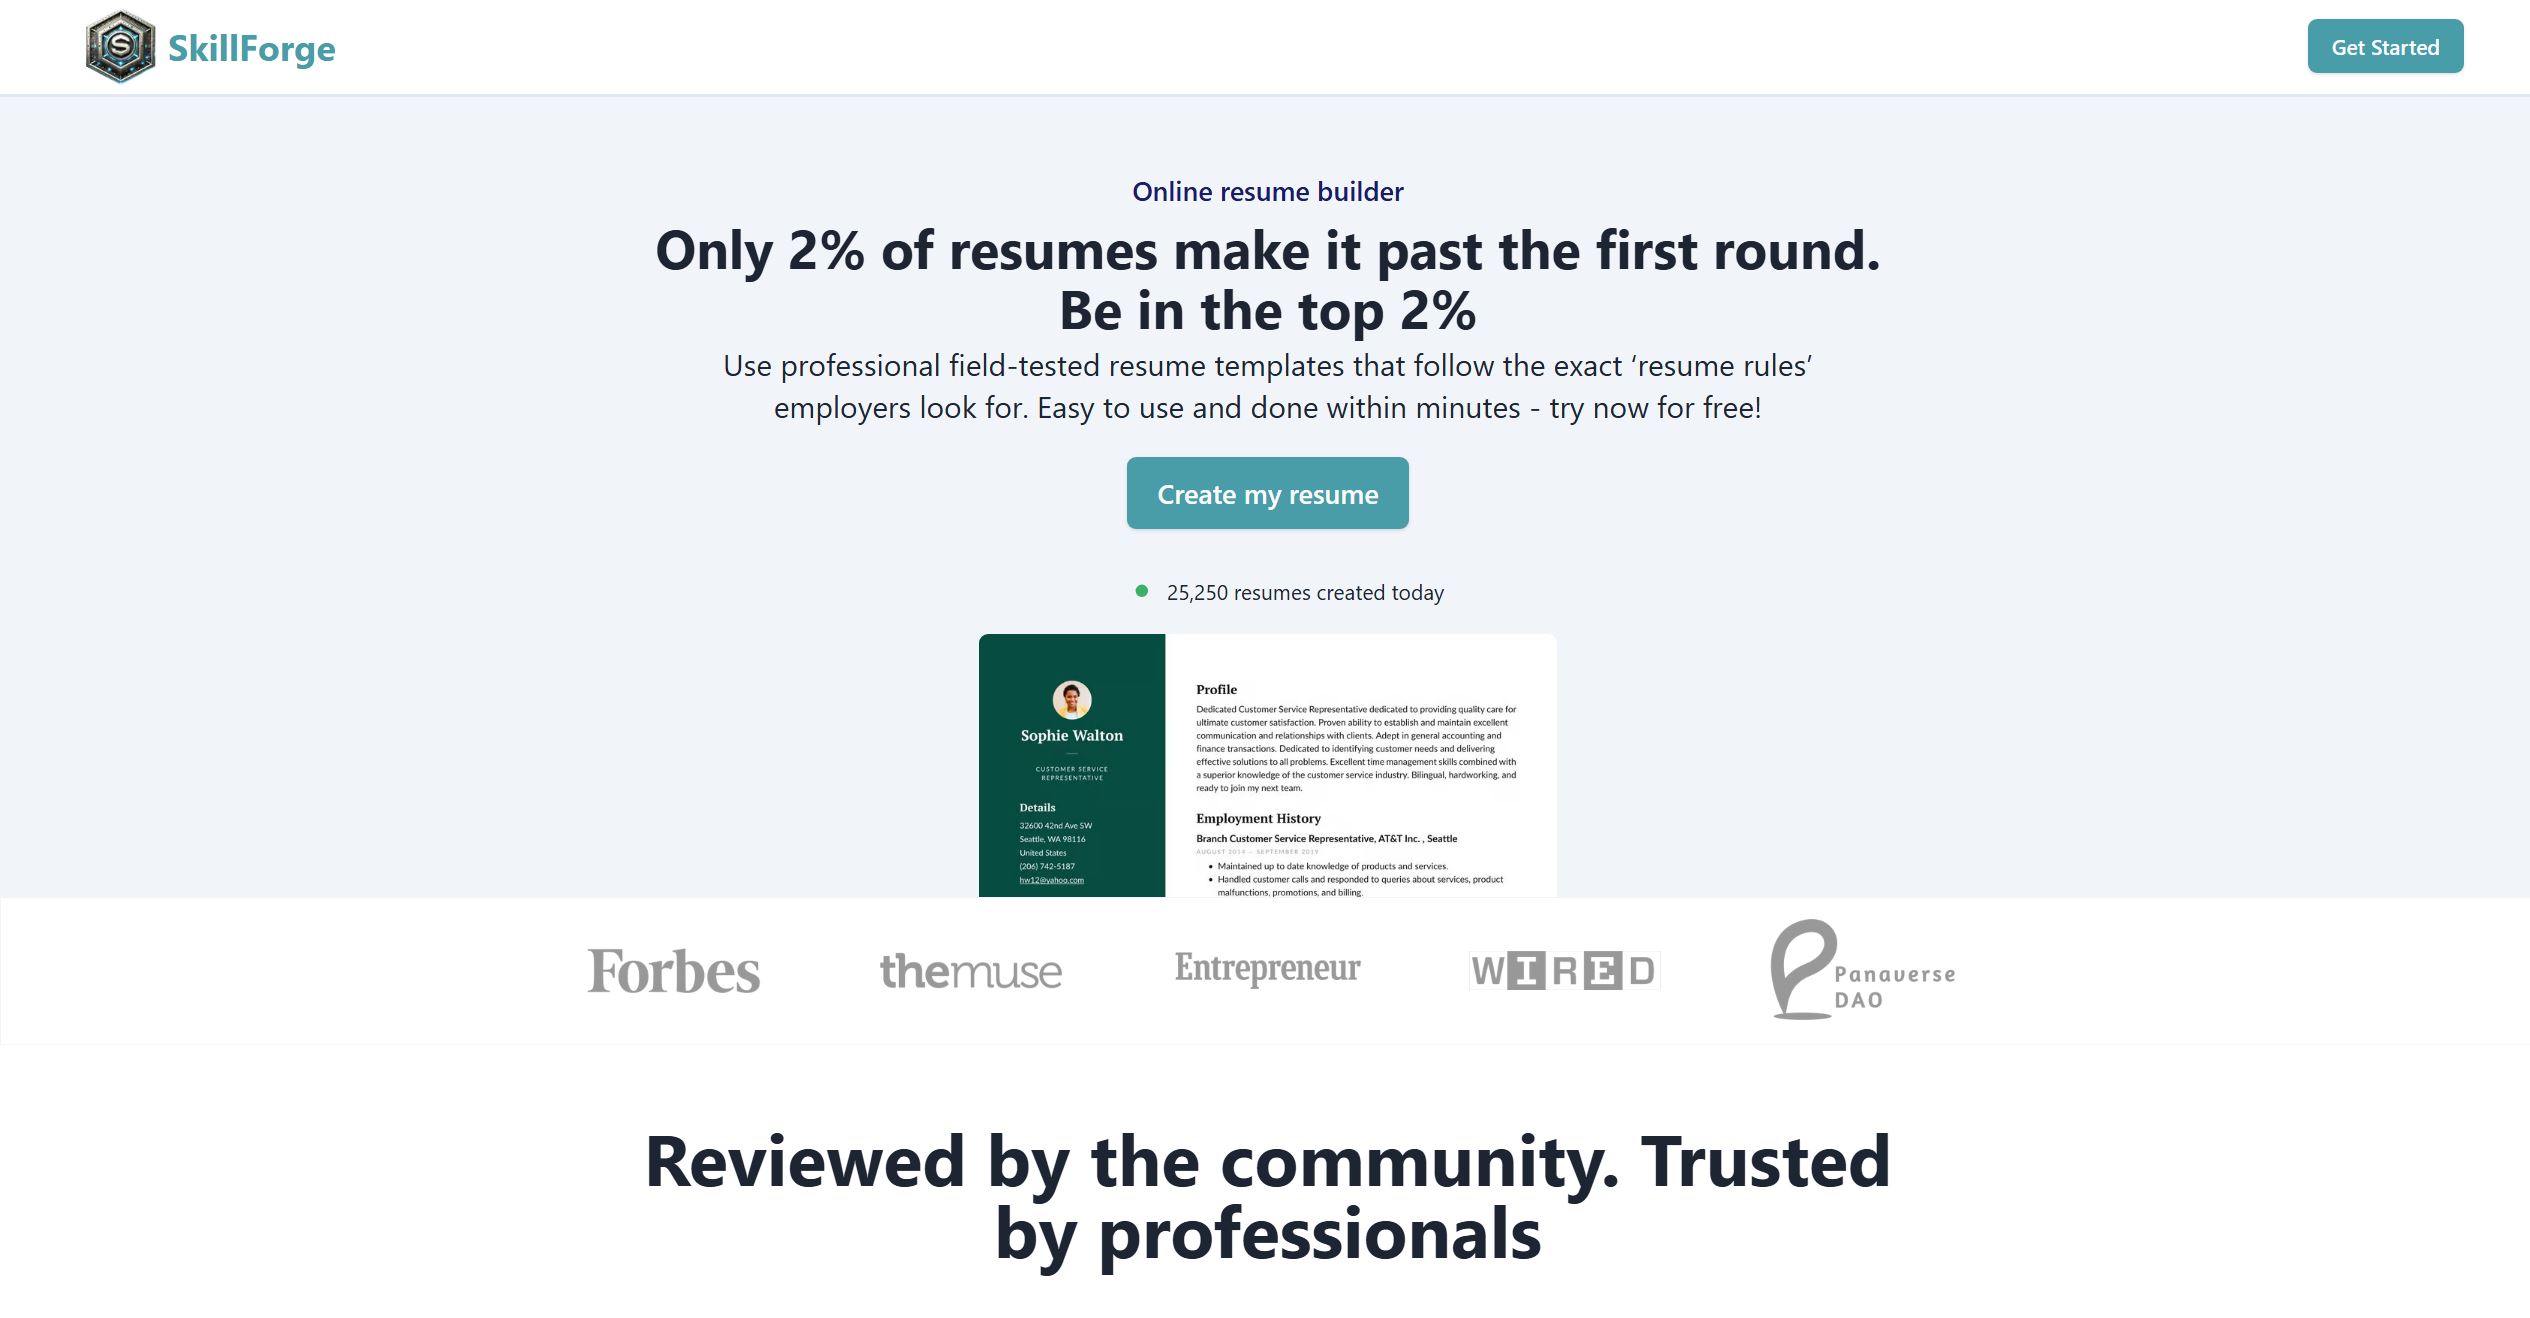 SkillForge
Get Started
Online resume builder
Only 2% of resumes make it past the first round.
Be in the top 2%
Use professional field-tested resume templates that follow the exact ‘resume rules’
employers look for. Easy to use and done within minutes - try now for free!
Create my resume
25,250 resumes created today
Sophie Walton
CUSTOMER SERVICE
REPRESENTATIVE
Details
32600 42nd Ave SW
Seattle, WA 98116
United States
(206) 742-5187
hw12@yahoo.com
Profile
Dedicated Customer Service Representative dedicated to providing quality care for
ultimate customer satisfaction. Proven ability to establish and maintain excellent
communication and relationships with clients. Adept in general accounting and
finance transactions. Dedicated to identifying customer needs and delivering
effective solutions to all problems. Excellent time management skills combined with
a superior knowledge of the customer service industry. Bilingual, hardworking, and
ready to join my next team.
Employment History
Branch Customer Service Representative, AT&T Inc. , Seattle
AUGUST 2014 — SEPTEMBER 2019
Maintained up to date knowledge of products and services.
Handled customer calls and responded to queries about services, product
malfunctions, promotions, and billing.
Forbes
themuse
Entrepreneur
WIRED
Panaverse
DAO
Reviewed by the community. Trusted
by professionals